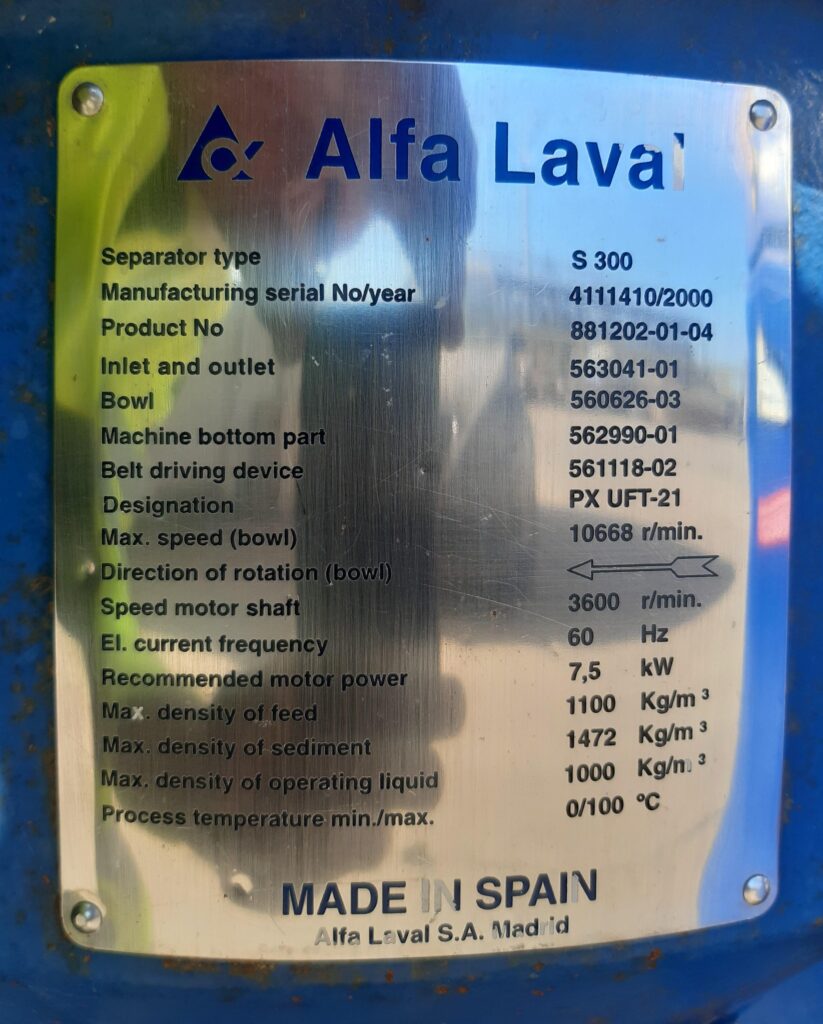 Alfa Laval
Separator type S 300
Manufacturing serial No/year 4111410/2000
Product No 881202-01-04
Inlet and outlet 563041-01
Bowl 560626-03
Machine bottom part 562990-01
Belt driving device 561118-02
Designation PX UFT-21
Max. speed (bowl) 10668 r/min.
Direction of rotation (bowl)
Speed motor shaft 3600 r/min.
El. current frequency 60 Hz
Recommended motor power 7,5 kW
Max. density of feed 1100 Kg/m³
Max. density of sediment 1472 Kg/m³
Max. density of operating liquid 1000 Kg/m³
Process temperature min./max. 0/100 ºC
MADE IN SPAIN
Alfa Laval S.A. Madrid